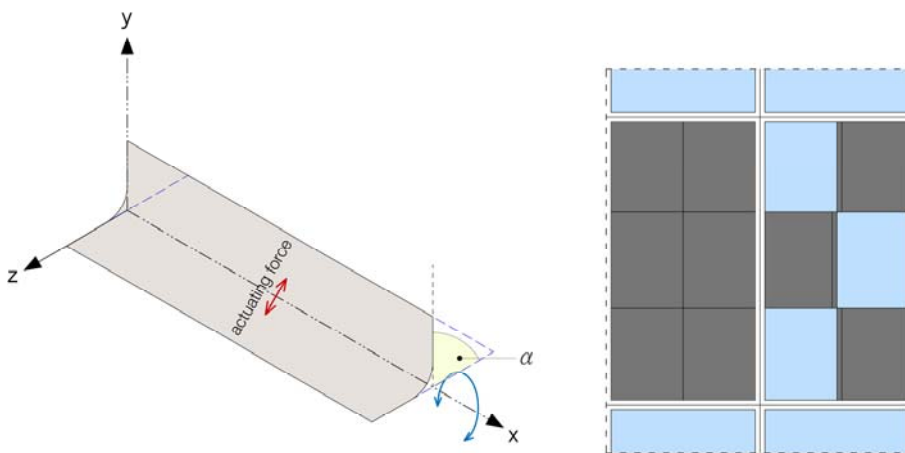 y
actuating force
z
α
x